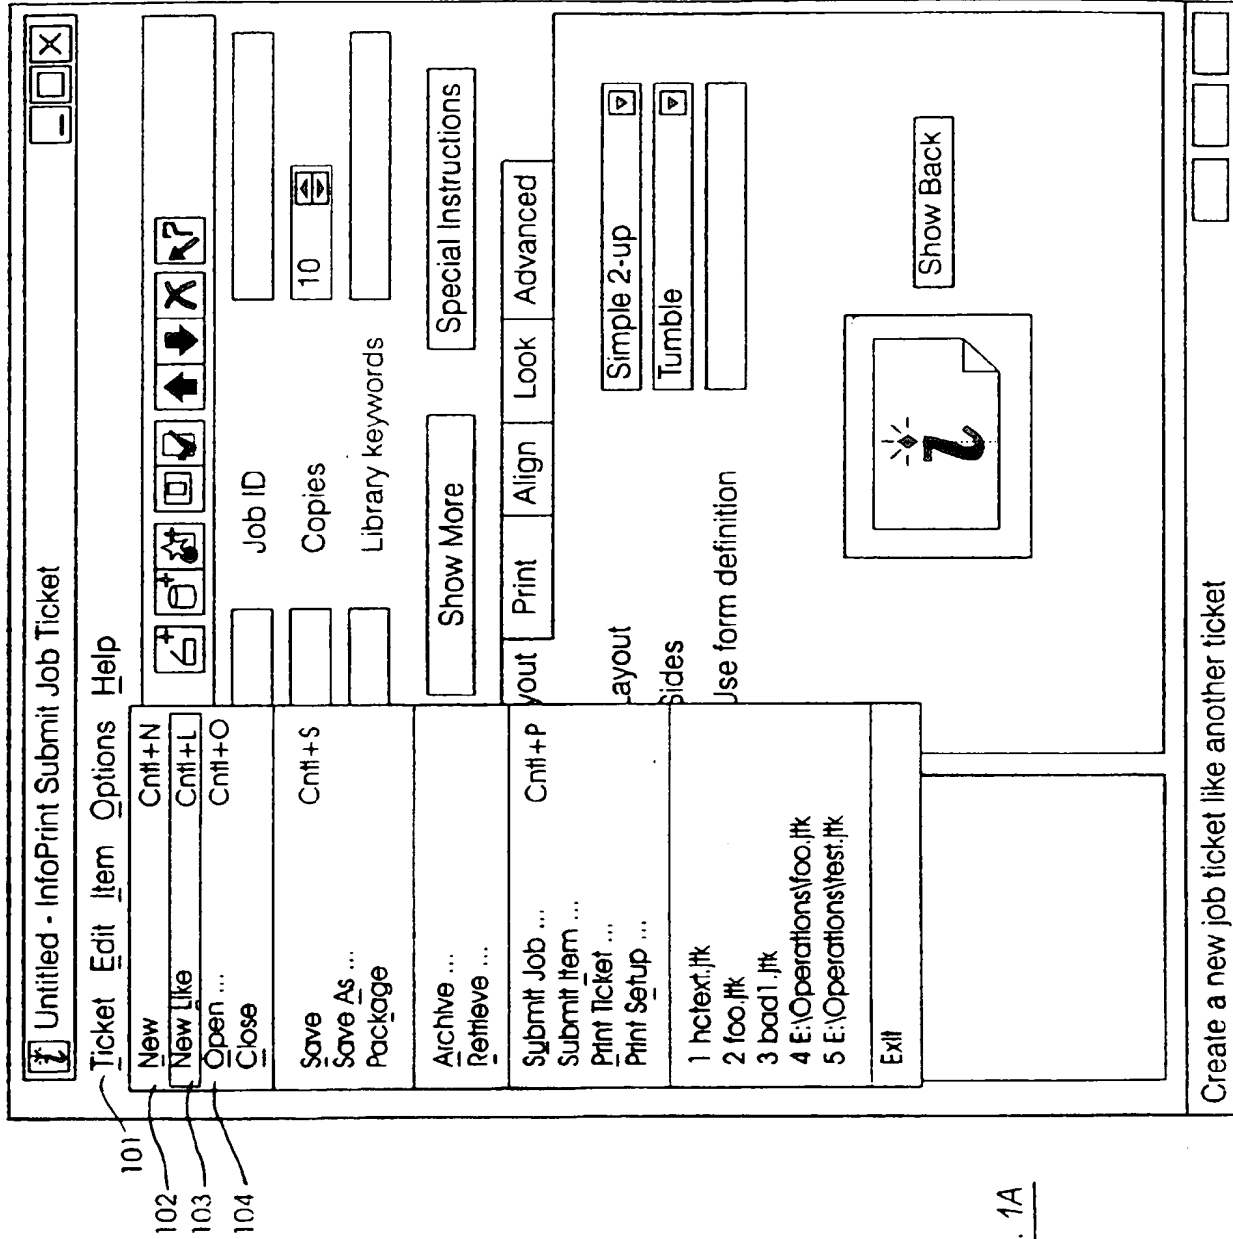 Untitled - InfoPrint Submit Job Ticket
Ticket Edit Item Options Help
101
102
103
104
New Cntl+N
New Like Cntl+L
Open ... Cntl+O
Close
Save Cntl+S
Save As ...
Package
Archive ...
Retrieve ...
Submit Job ... Cntl+P
Submit Item ...
Print Ticket ...
Print Setup ...
1 hctext.jtk
2 foo.jtk
3 bad1.jtk
4 E:\Operations\foo.jtk
5 E:\Operations\test.jtk
Exit
Job ID
Copies 10
Library keywords
Show More Special Instructions
yout Print Align Look Advanced
ayout Simple 2-up
Sides Tumble
Use form definition
Show Back
Create a new job ticket like another ticket
. 1A